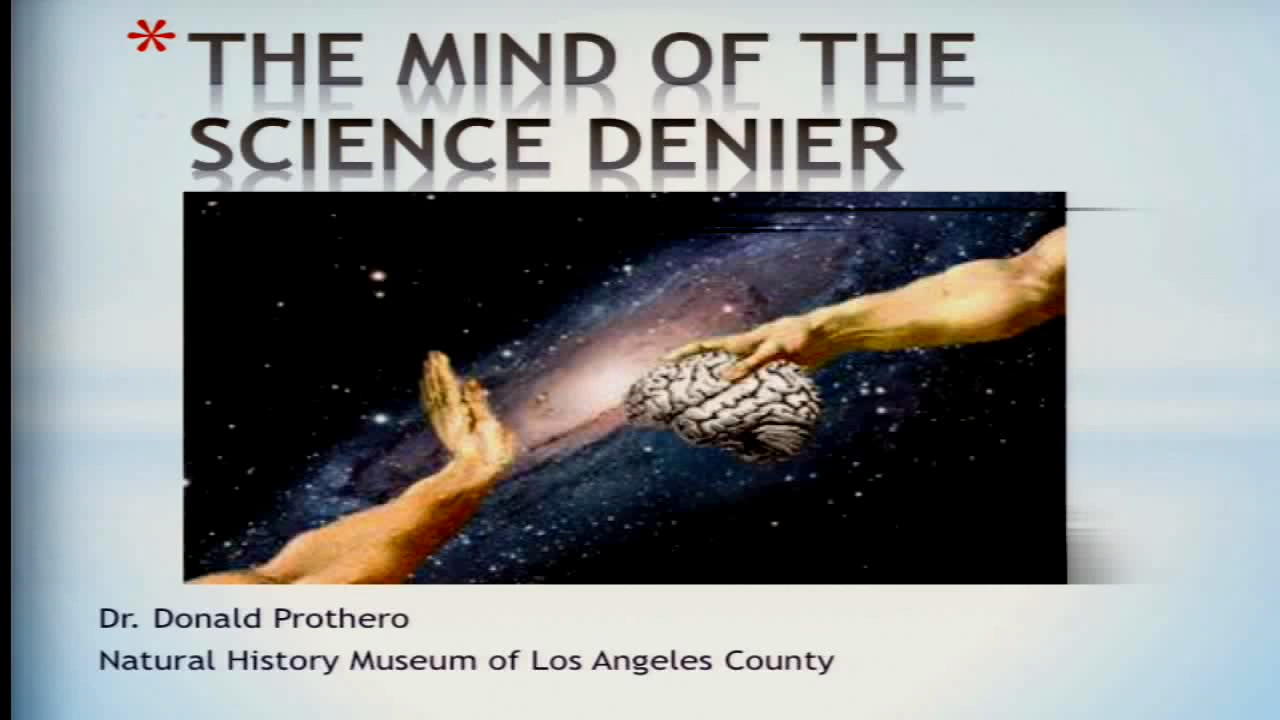 * THE MIND OF THE
SCIENCE DENIER
Dr. Donald Prothero
Natural History Museum of Los Angeles County